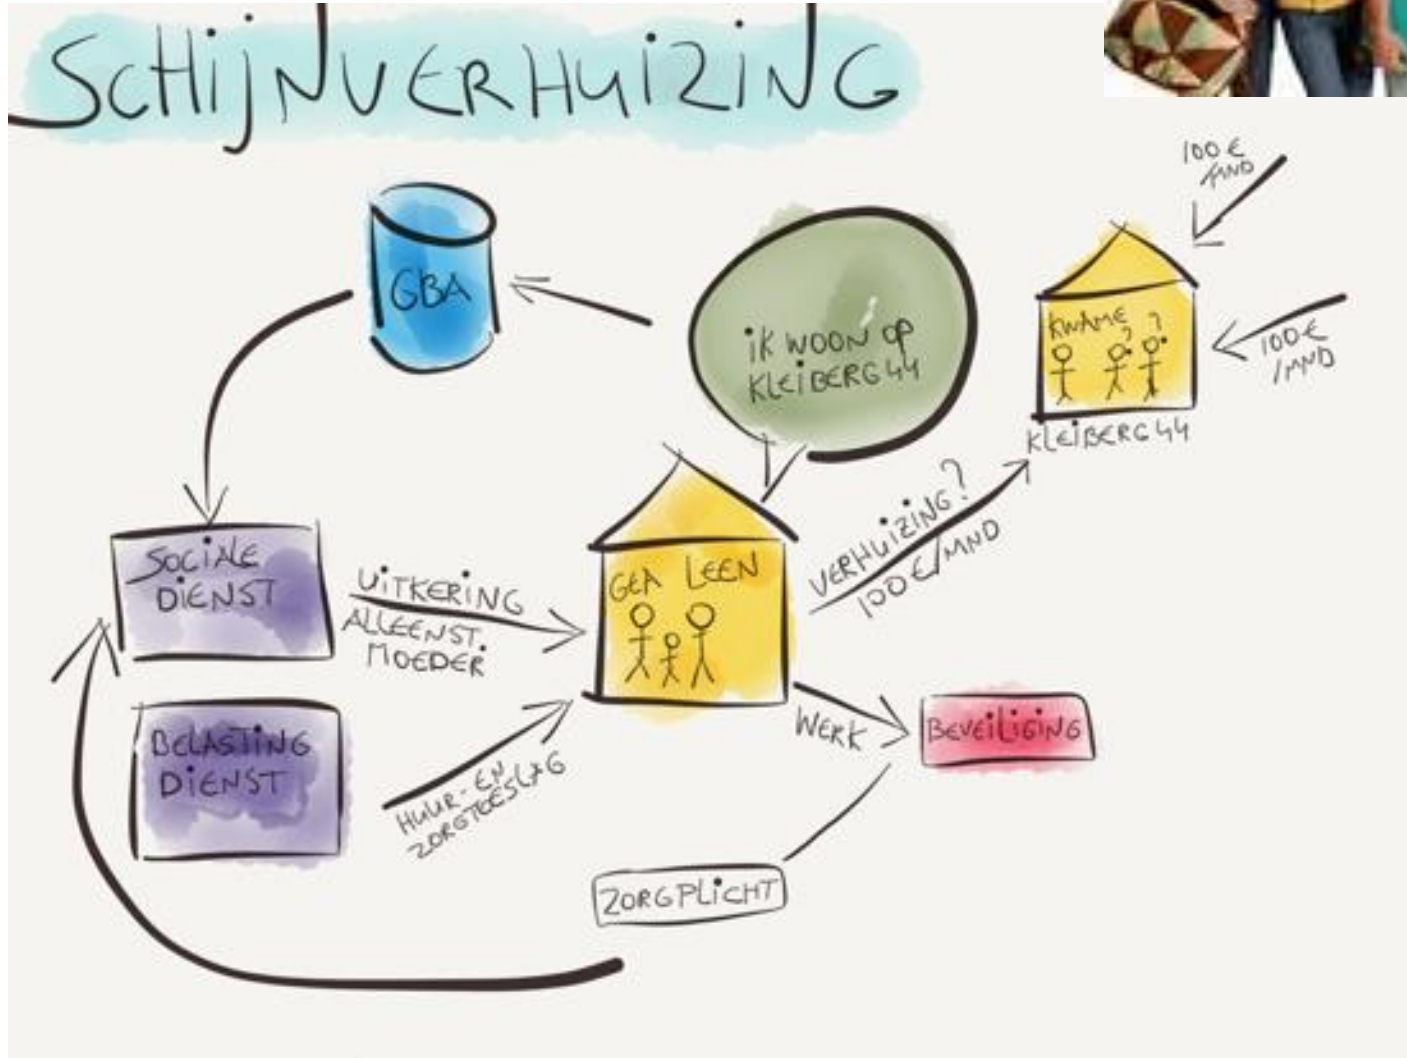 SCHIJNVERHUIZING
100 €
/MND
GBA
IK WOON OP
KLEIBERG 44
KWAME ? ?
100 €
/MND
KLEIBERG 44
VERHUIZING?
100 €/MND
SOCIALE
DIENST
UITKERING
ALLEENST.
MOEDER
GEA LEEN
WERK
BEVEILIGING
BELASTING
DIENST
HUUR- EN
ZORGTOESLAG
ZORGPLICHT